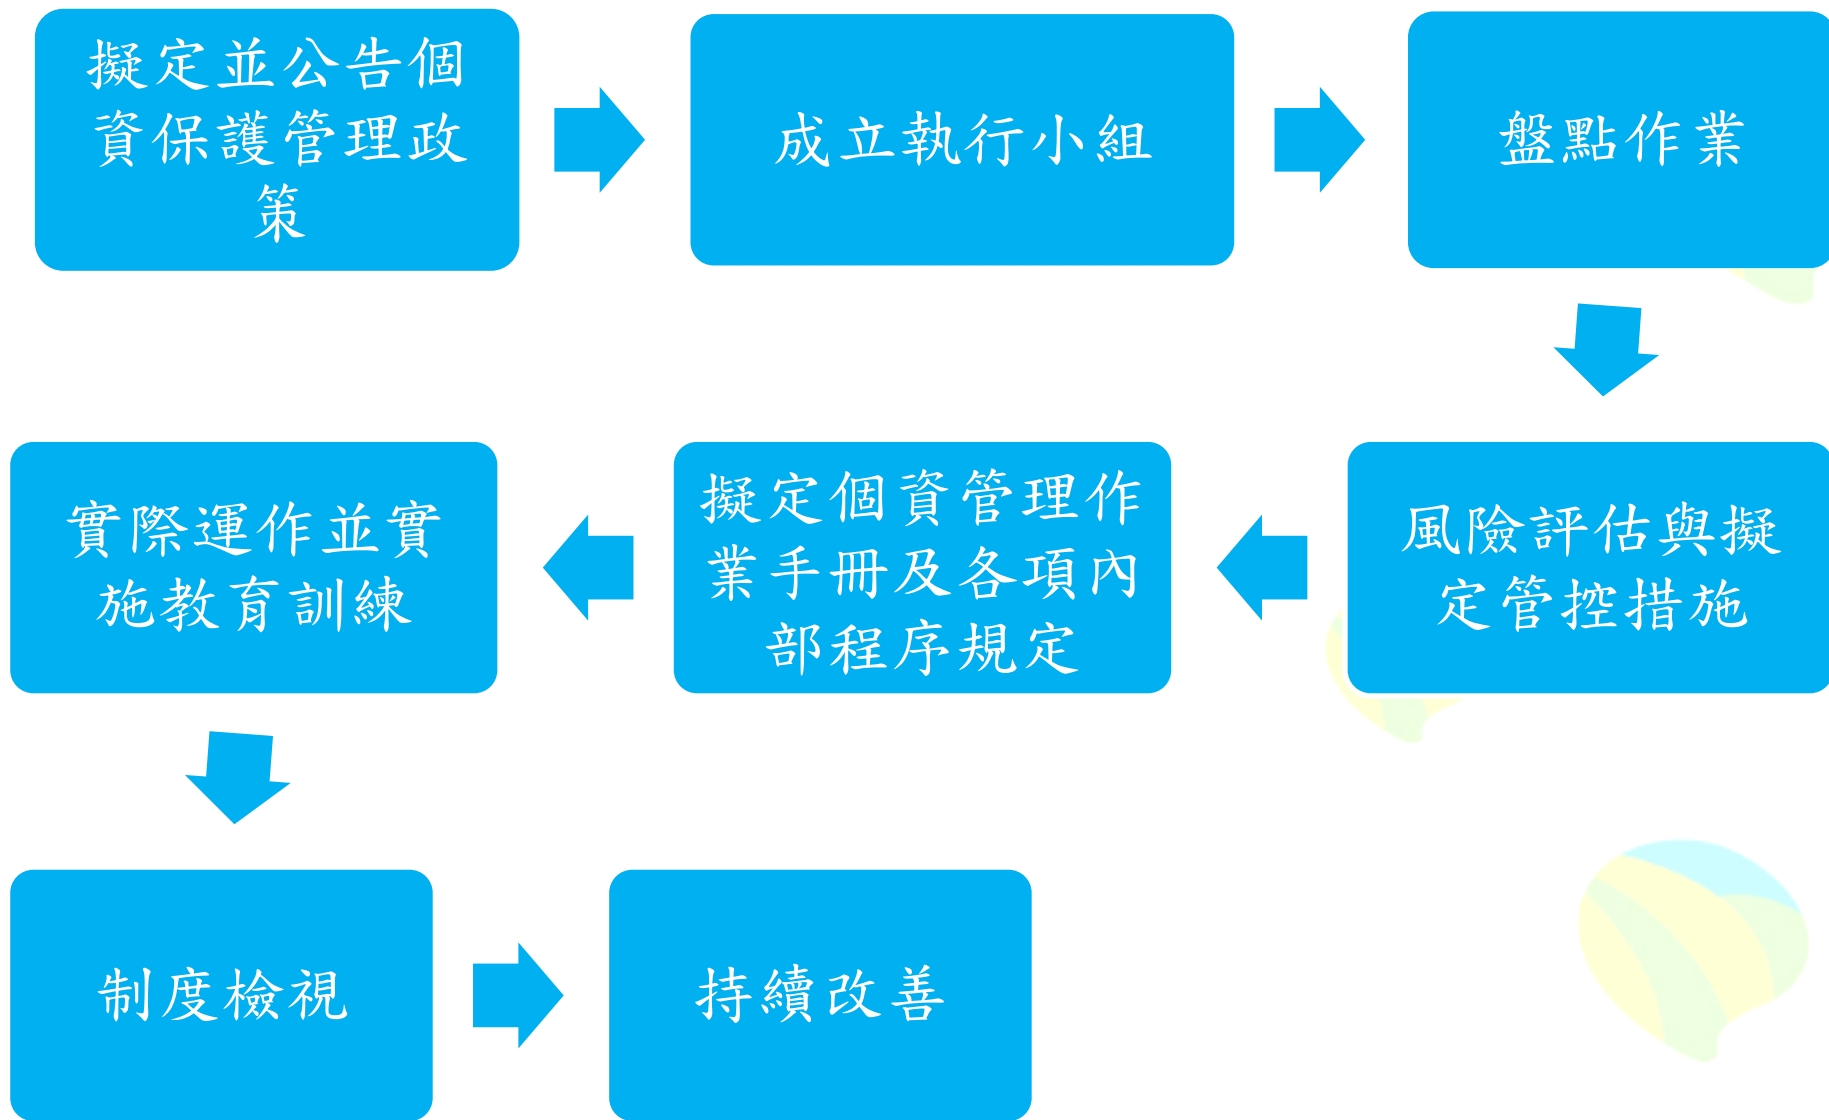 擬定並公告個
資保護管理政
策
成立執行小組
盤點作業
風險評估與擬
定管控措施
擬定個資管理作
業手冊及各項內
部程序規定
實際運作並實
施教育訓練
制度檢視
持續改善